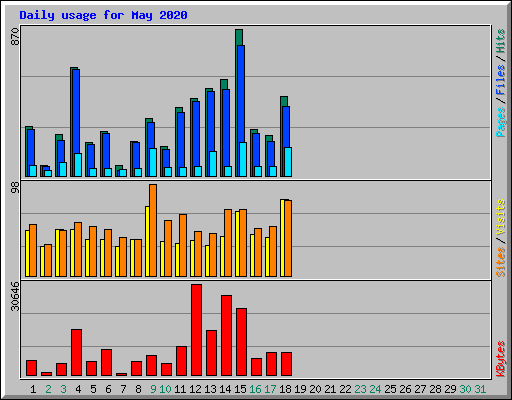 Daily usage for May 2020
870
98
30646
Pages / Files / Hits
Sites / Visits
KBytes
1 2 3 4 5 6 7 8 9 10 11 12 13 14 15 16 17 18 19 20 21 22 23 24 25 26 27 28 29 30 31